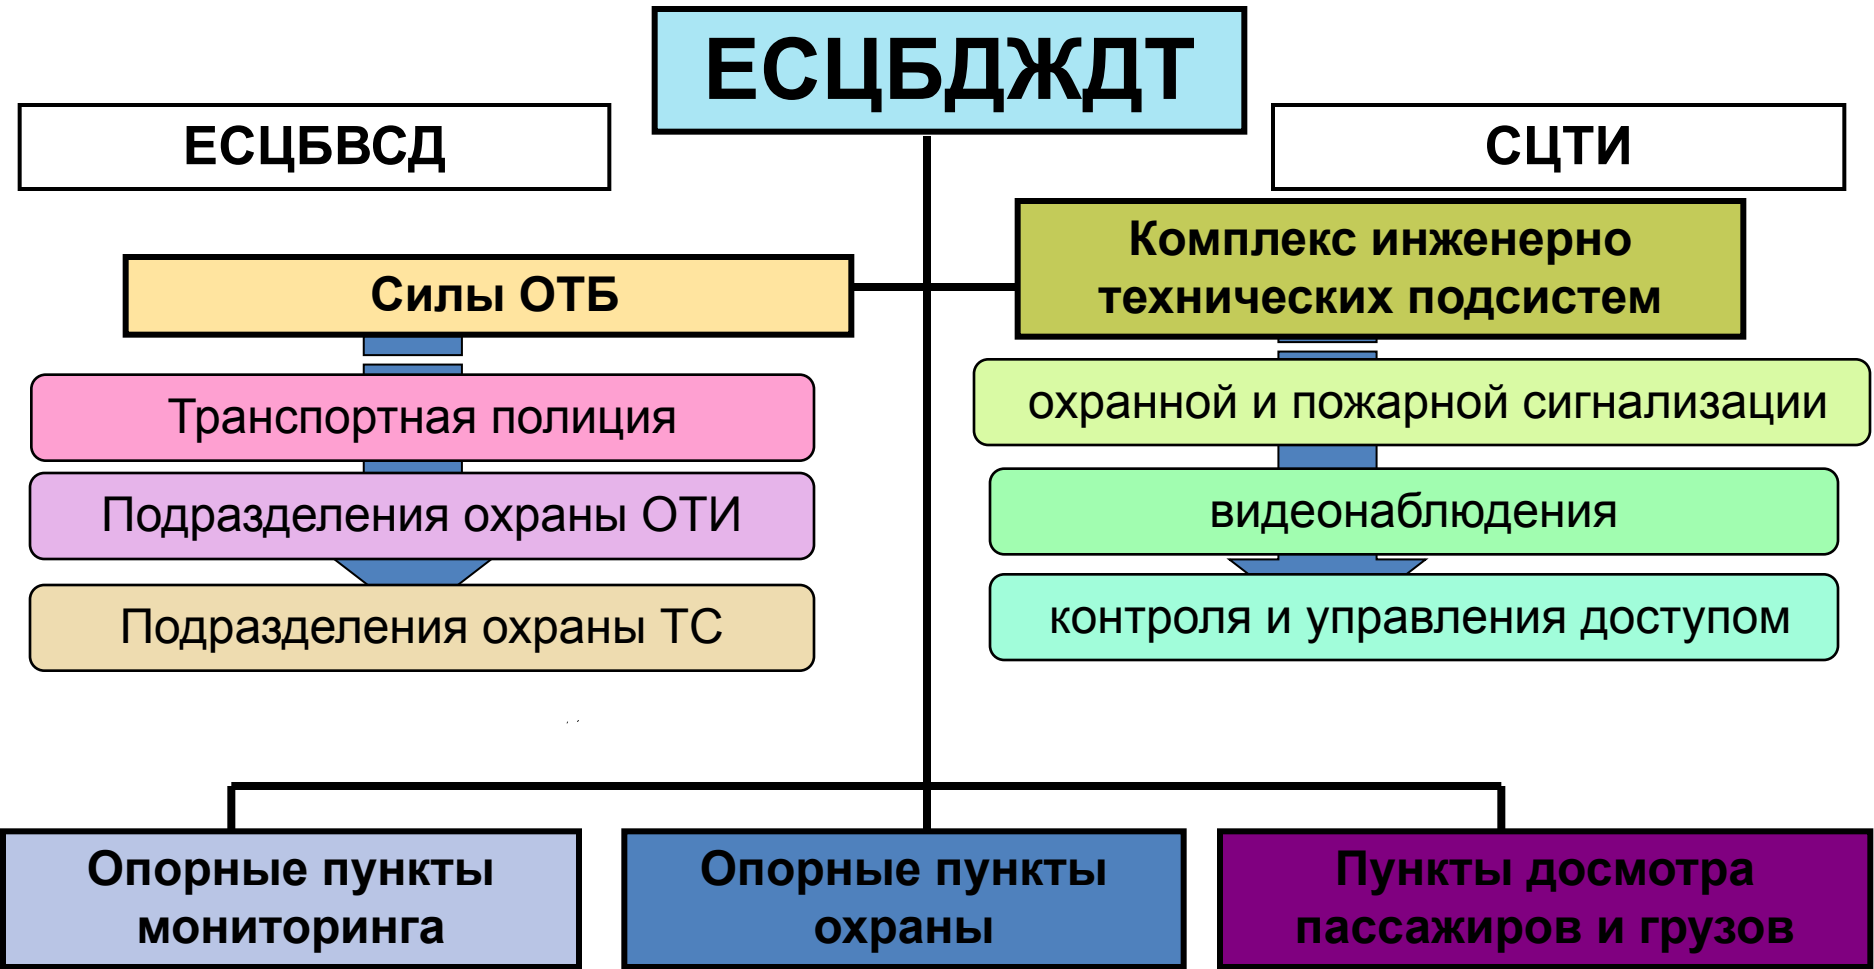 ЕСЦБДЖДТ
ЕСЦБВСД
СЦТИ
Силы ОТБ
Комплекс инженерно
технических подсистем
Транспортная полиция
Подразделения охраны ОТИ
Подразделения охраны ТС
охранной и пожарной сигнализации
видеонаблюдения
контроля и управления доступом
Опорные пункты
мониторинга
Опорные пункты
охраны
Пункты досмотра
пассажиров и грузов